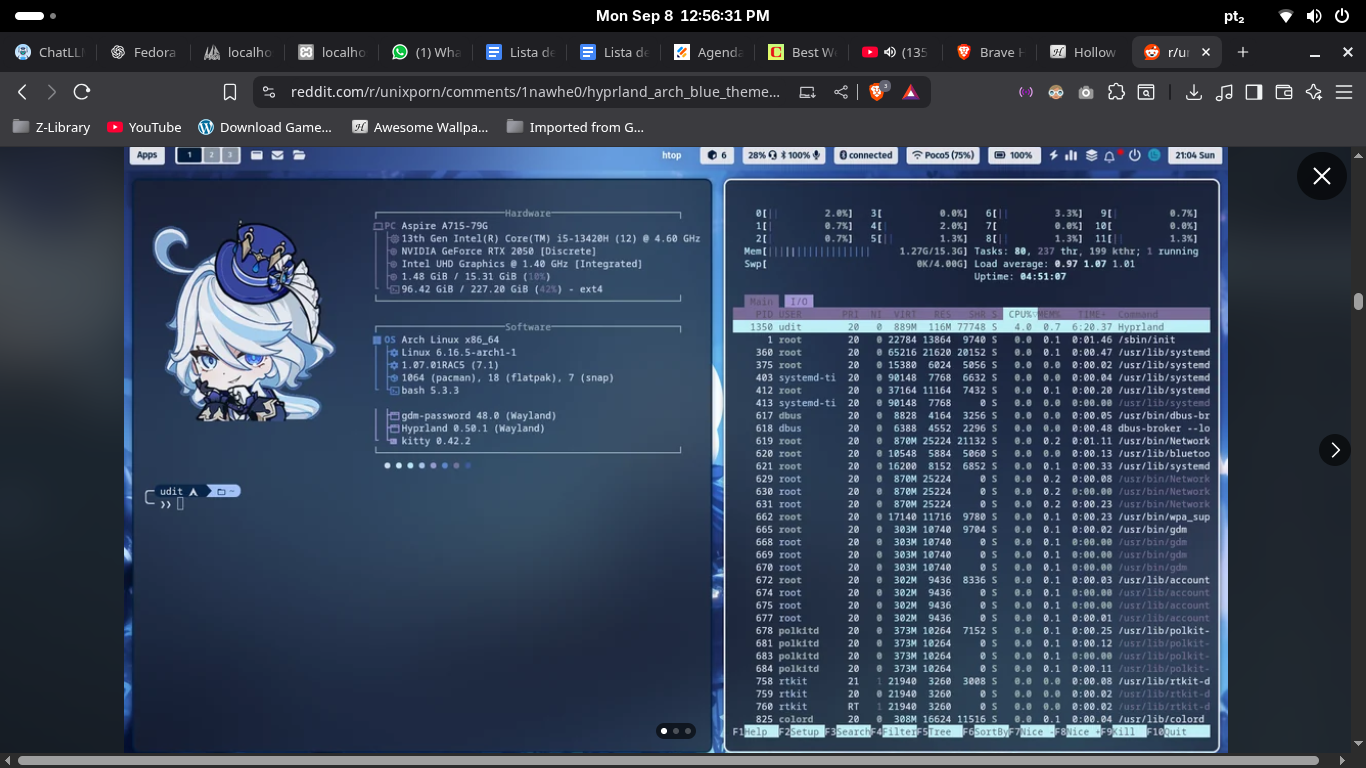 Mon Sep 8 12:56:31 PM
pt₂
ChatLL
Fedora
localho
localho
(1) Wha
Lista de
Lista de
Agenda
Best W
(135
Brave
Hollow
r/u
reddit.com/r/unixporn/comments/1nawhe0/hyprland_arch_blue_theme...
3
Z-Library
YouTube
Download Game...
Awesome Wallpa...
Imported from G...
Apps
1 2 3
htop
6
28% 100%
connected
Poco5 (75%)
100%
21:04 Sun
Hardware
PC Aspire A715-79G
13th Gen Intel(R) Core(TM) i5-13420H (12) @ 4.60 GHz
NVIDIA GeForce RTX 2050 [Discrete]
Intel UHD Graphics @ 1.40 GHz [Integrated]
1.48 GiB / 15.31 GiB (10%)
96.42 GiB / 227.20 GiB (42%) - ext4
Software
OS Arch Linux x86_64
Linux 6.16.5-arch1-1
1.07.01RACS (7.1)
1064 (pacman), 18 (flatpak), 7 (snap)
bash 5.3.3
gdm-password 48.0 (Wayland)
Hyprland 0.50.1 (Wayland)
kitty 0.42.2
udit ~
0[|| 2.0%] 3[ 0.0%] 6[|| 3.3%] 9[| 0.7%]
1[| 0.7%] 4[| 2.0%] 7[ 0.0%] 10[ 0.0%]
2[| 0.7%] 5[|| 1.3%] 8[| 1.3%] 11[| 1.3%]
Mem[||||||||||||||||| 1.27G/15.3G] Tasks: 80, 237 thr, 199 kthr; 1 running
Swp[ 0K/4.00G] Load average: 0.97 1.07 1.01
Uptime: 04:51:07
Main I/O
PID USER PRI NI VIRT RES SHR S CPU%▽MEM% TIME+ Command
1350 udit 20 0 889M 116M 77748 S 4.0 0.7 6:20.37 Hyprland
1 root 20 0 22784 13864 9740 S 0.0 0.1 0:01.46 /sbin/init
360 root 20 0 65216 21620 20152 S 0.0 0.1 0:00.47 /usr/lib/systemd
375 root 20 0 15380 6024 5056 S 0.0 0.0 0:00.02 /usr/lib/systemd
403 systemd-ti 20 0 90148 7768 6632 S 0.0 0.0 0:00.04 /usr/lib/systemd
412 root 20 0 37164 11164 7432 S 0.0 0.1 0:00.20 /usr/lib/systemd
413 systemd-ti 20 0 90148 7768 0 S 0.0 0.0 0:00.00 /usr/lib/systemd
617 dbus 20 0 8828 4164 3256 S 0.0 0.0 0:00.05 /usr/bin/dbus-br
618 dbus 20 0 6388 4552 2296 S 0.0 0.0 0:00.48 dbus-broker --lo
619 root 20 0 870M 25224 21132 S 0.0 0.2 0:01.11 /usr/bin/Network
620 root 20 0 10548 5884 5060 S 0.0 0.0 0:00.13 /usr/lib/bluetoo
621 root 20 0 16200 8152 6852 S 0.0 0.1 0:00.33 /usr/lib/systemd
629 root 20 0 870M 25224 0 S 0.0 0.2 0:00.08 /usr/bin/Network
630 root 20 0 870M 25224 0 S 0.0 0.2 0:00.00 /usr/bin/Network
631 root 20 0 870M 25224 0 S 0.0 0.2 0:00.23 /usr/bin/Network
662 root 20 0 17140 11716 9780 S 0.0 0.1 0:00.23 /usr/bin/wpa_sup
665 root 20 0 303M 10740 9704 S 0.0 0.1 0:00.02 /usr/bin/gdm
668 root 20 0 303M 10740 0 S 0.0 0.1 0:00.00 /usr/bin/gdm
669 root 20 0 303M 10740 0 S 0.0 0.1 0:00.00 /usr/bin/gdm
670 root 20 0 303M 10740 0 S 0.0 0.1 0:00.00 /usr/bin/gdm
672 root 20 0 302M 9436 8336 S 0.0 0.1 0:00.03 /usr/lib/account
674 root 20 0 302M 9436 0 S 0.0 0.1 0:00.00 /usr/lib/account
675 root 20 0 302M 9436 0 S 0.0 0.1 0:00.00 /usr/lib/account
677 root 20 0 302M 9436 0 S 0.0 0.1 0:00.01 /usr/lib/account
678 polkitd 20 0 373M 10264 7152 S 0.0 0.1 0:00.25 /usr/lib/polkit-
681 polkitd 20 0 373M 10264 0 S 0.0 0.1 0:00.12 /usr/lib/polkit-
683 polkitd 20 0 373M 10264 0 S 0.0 0.1 0:00.00 /usr/lib/polkit-
684 polkitd 20 0 373M 10264 0 S 0.0 0.1 0:00.11 /usr/lib/polkit-
758 rtkit 21 1 21940 3260 3008 S 0.0 0.0 0:00.08 /usr/lib/rtkit-d
759 rtkit 20 0 21940 3260 0 S 0.0 0.0 0:00.02 /usr/lib/rtkit-d
760 rtkit RT 1 21940 3260 0 S 0.0 0.0 0:00.02 /usr/lib/rtkit-d
825 colord 20 0 308M 16624 11516 S 0.0 0.1 0:00.04 /usr/lib/colord
F1Help F2Setup F3SearchF4FilterF5Tree F6SortByF7Nice -F8Nice +F9Kill F10Quit